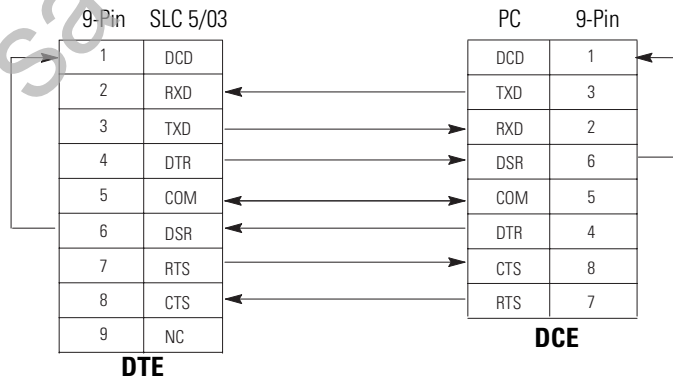 9-Pin SLC 5/03 PC 9-Pin
1 DCD DCD 1
2 RXD TXD 3
3 TXD RXD 2
4 DTR DSR 6
5 COM COM 5
6 DSR DTR 4
7 RTS CTS 8
8 CTS RTS 7
9 NC
DTE DCE